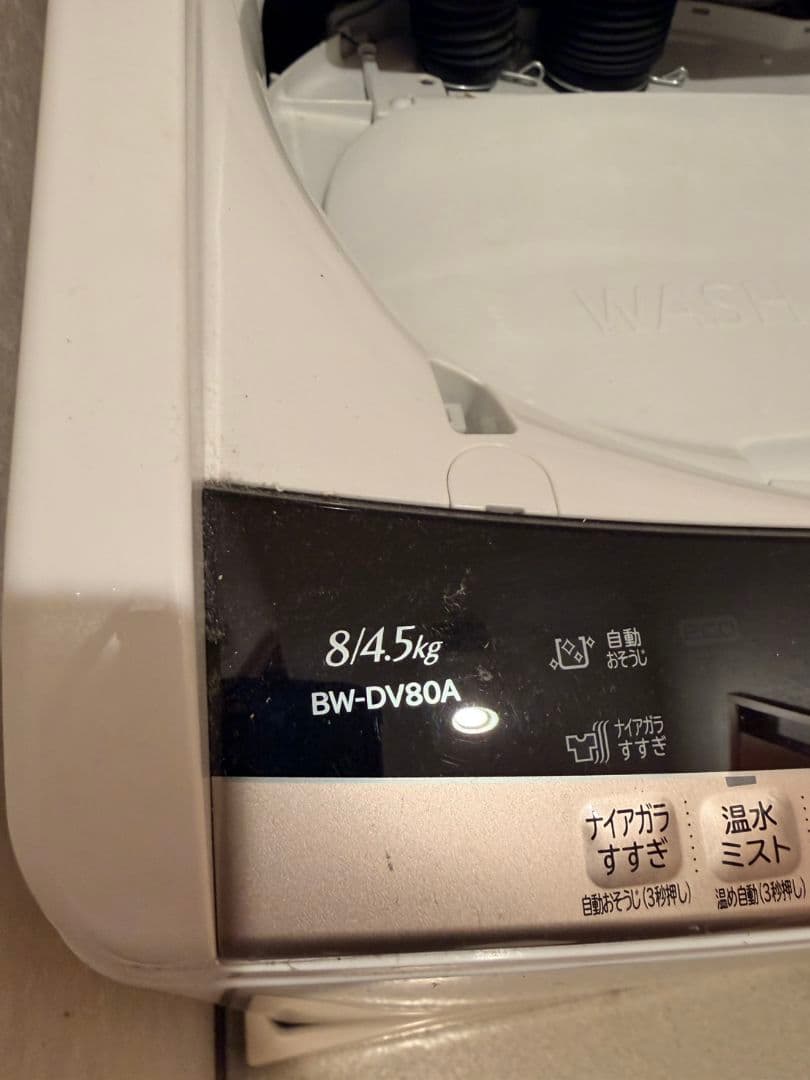 WASH
8/4.5kg
BW-DV80A
自動
おそうじ
ECO
ナイアガラ
すすぎ
ナイアガラ
すすぎ
自動おそうじ(3秒押し)
温水
ミスト
温め自動(3秒押し)